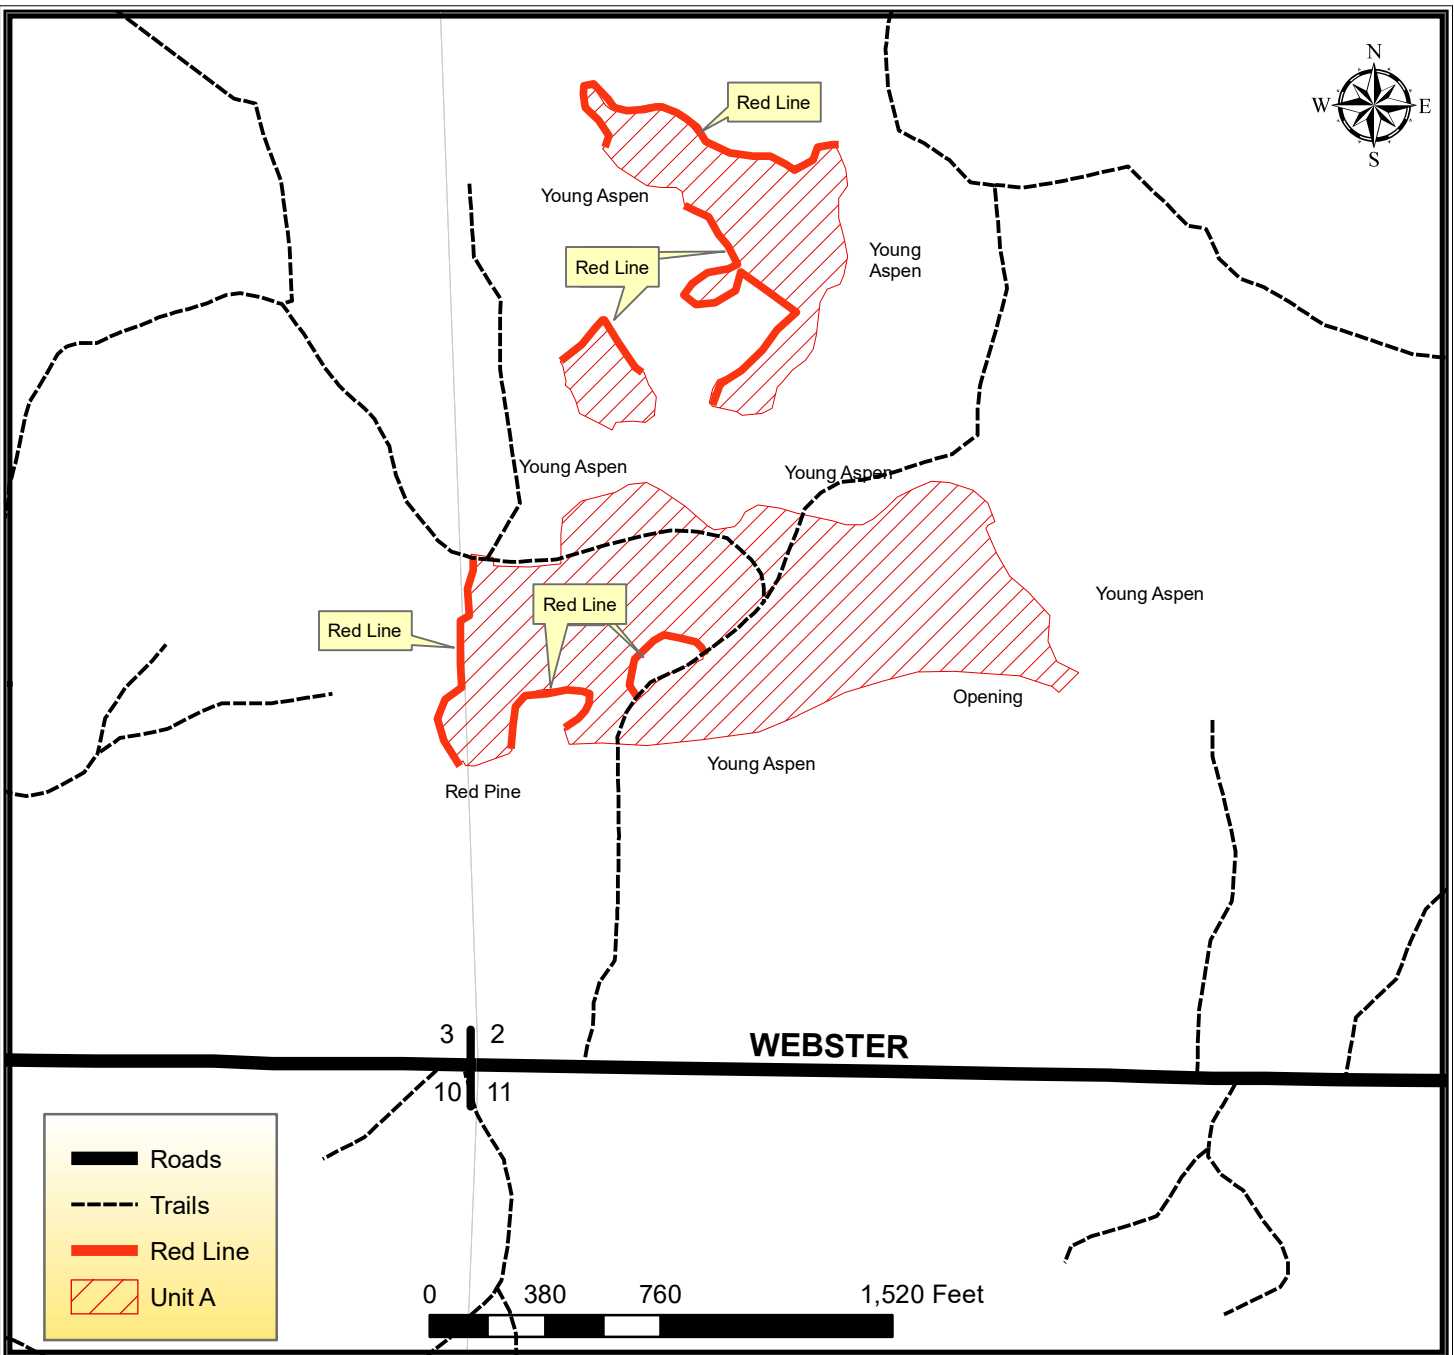 N
W E
S
Red Line
Young Aspen
Young
Aspen
Red Line
Young Aspen
Young Aspen
Young Aspen
Red Line
Red Line
Opening
Young Aspen
Red Pine
3 2
WEBSTER
10 11
Roads
Trails
Red Line
Unit A
0 380 760 1,520 Feet